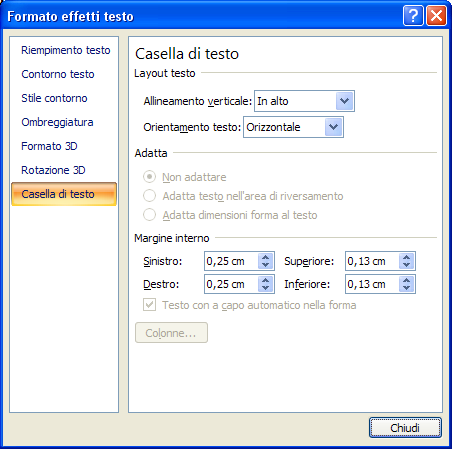 Formato effetti testo
Riempimento testo
Contorno testo
Stile contorno
Ombreggiatura
Formato 3D
Rotazione 3D
Casella di testo
Casella di testo
Layout testo
Allineamento verticale: In alto
Orientamento testo: Orizzontale
Adatta
Non adattare
Adatta testo nell'area di riversamento
Adatta dimensioni forma al testo
Margine interno
Sinistro: 0,25 cm Superiore: 0,13 cm
Destro: 0,25 cm Inferiore: 0,13 cm
Testo con a capo automatico nella forma
Colonne...
Chiudi